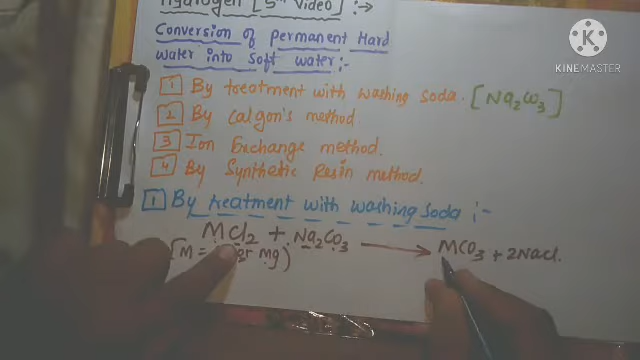 Hydrogen [5th Video] :→
Conversion of permanent Hard
water into soft water :-
1 By treatment with washing soda. [Na2CO3]
2 By Calgon's method
3 Ion Exchange method.
4 By Synthetic Resin method.
1 By treatment with washing soda :-
MCl2 + Na2CO3 → MCO3 + 2NaCl.
[M = or Mg)
KINEMASTER